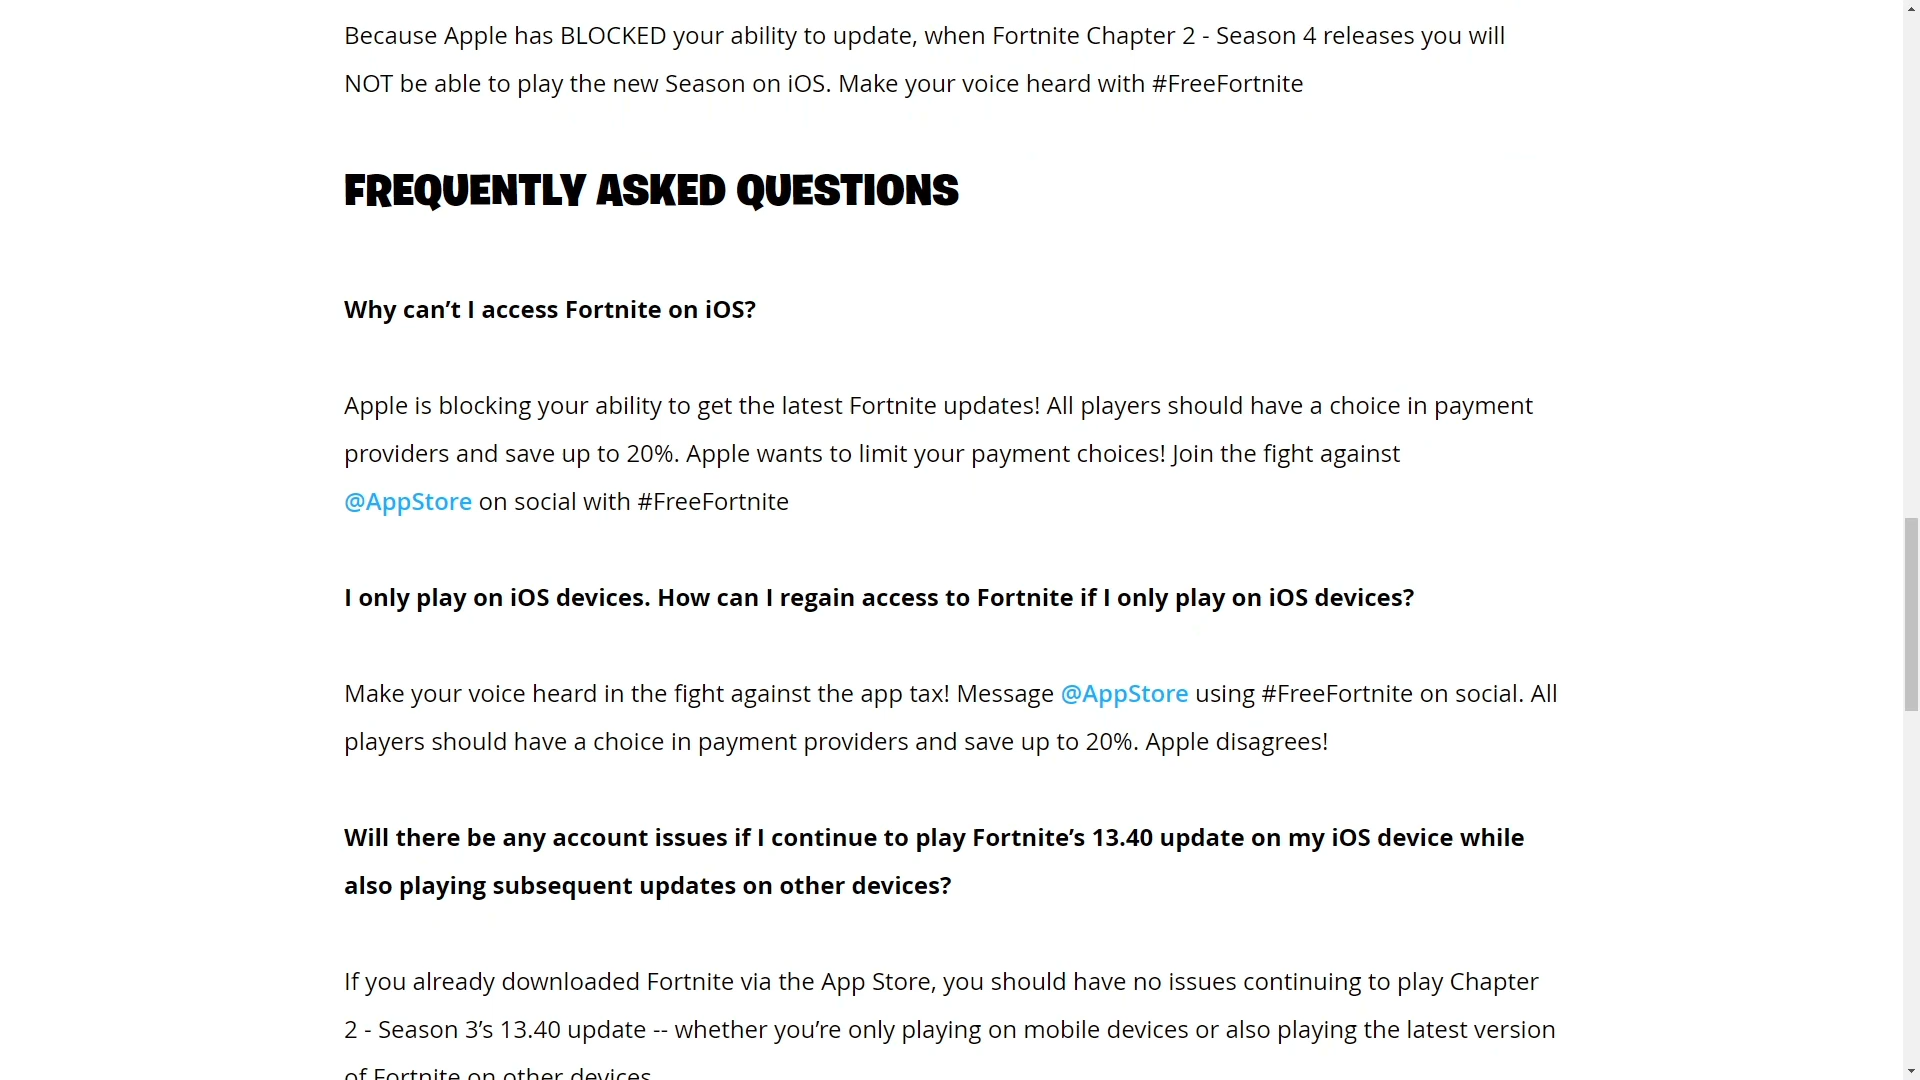 Because Apple has BLOCKED your ability to update, when Fortnite Chapter 2 - Season 4 releases you will
NOT be able to play the new Season on iOS. Make your voice heard with #FreeFortnite
FREQUENTLY ASKED QUESTIONS
Why can’t I access Fortnite on iOS?
Apple is blocking your ability to get the latest Fortnite updates! All players should have a choice in payment
providers and save up to 20%. Apple wants to limit your payment choices! Join the fight against
@AppStore on social with #FreeFortnite
I only play on iOS devices. How can I regain access to Fortnite if I only play on iOS devices?
Make your voice heard in the fight against the app tax! Message @AppStore using #FreeFortnite on social. All
players should have a choice in payment providers and save up to 20%. Apple disagrees!
Will there be any account issues if I continue to play Fortnite’s 13.40 update on my iOS device while
also playing subsequent updates on other devices?
If you already downloaded Fortnite via the App Store, you should have no issues continuing to play Chapter
2 - Season 3’s 13.40 update -- whether you’re only playing on mobile devices or also playing the latest version
of Fortnite on other devices.